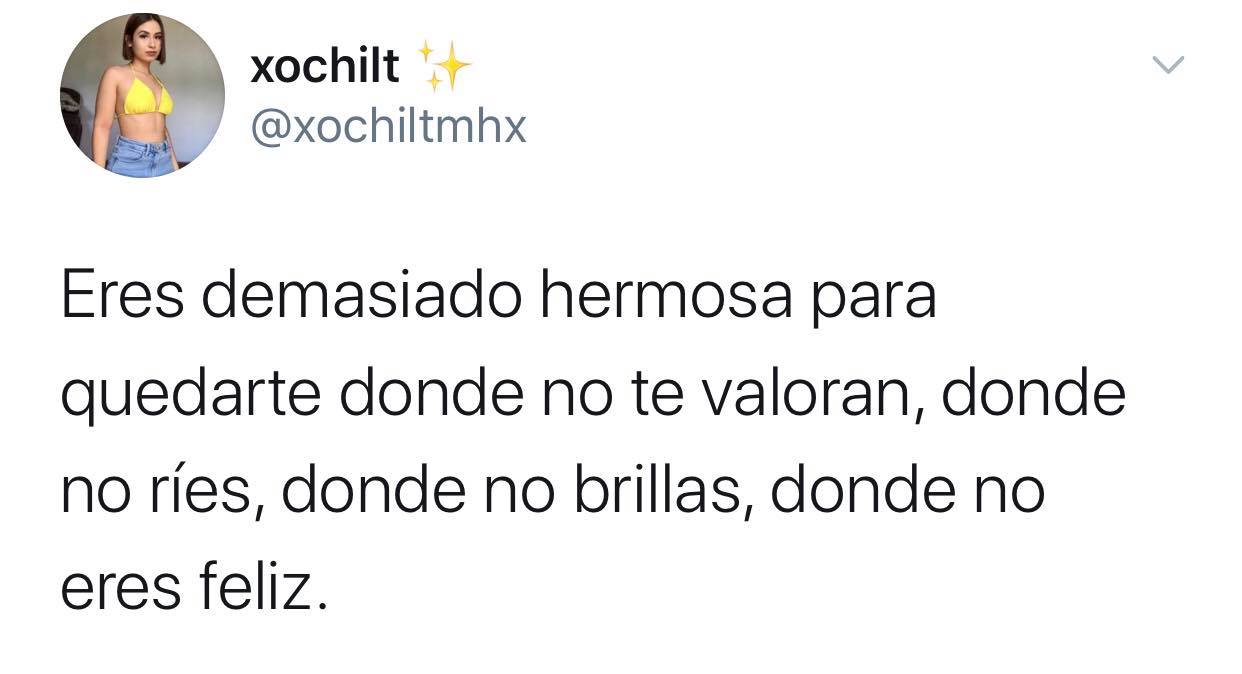 xochilt ✨
@xochiltmhx
Eres demasiado hermosa para
quedarte donde no te valoran, donde
no ríes, donde no brillas, donde no
eres feliz.